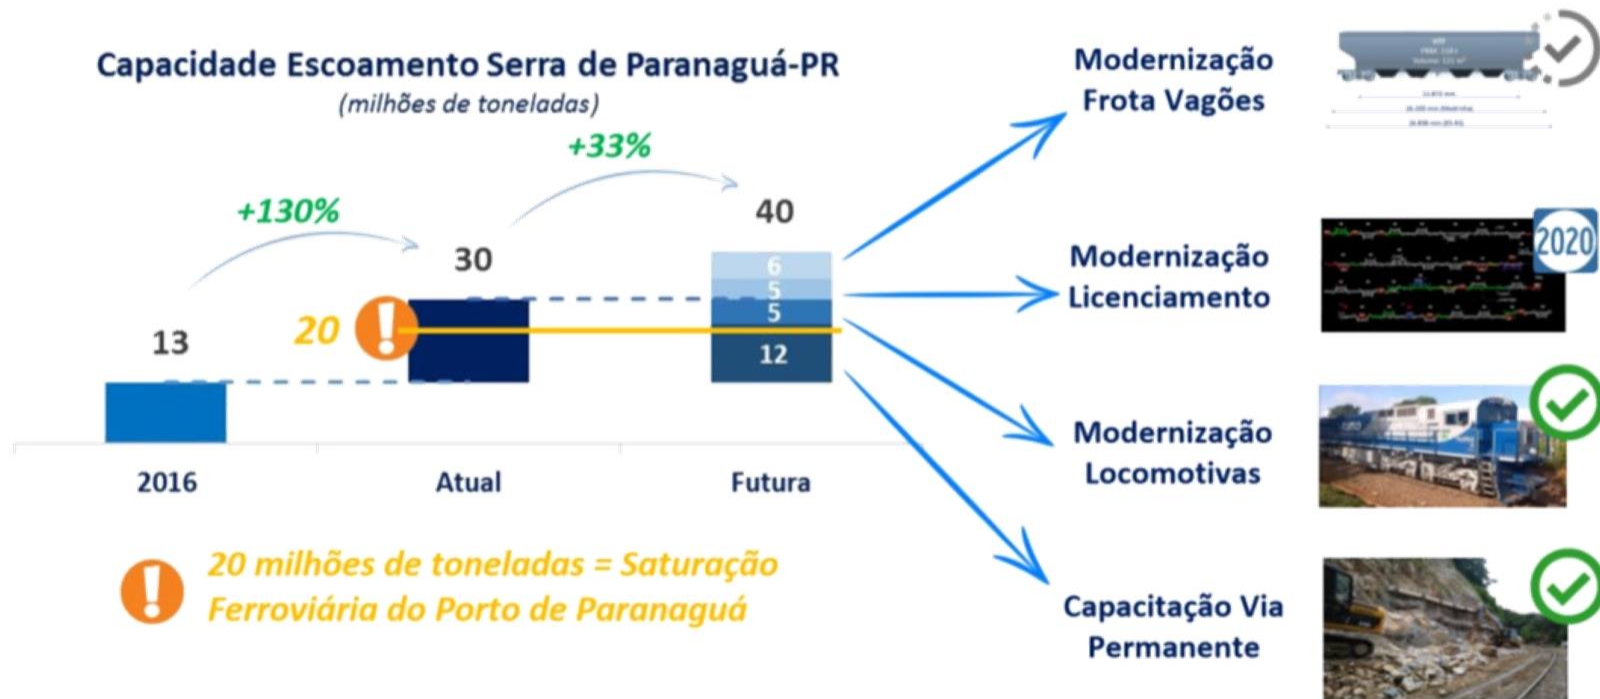 Capacidade Escoamento Serra de Paranaguá-PR
(milhões de toneladas)
+33%
+130%
40
30
13
20
6
5
5
12
2016
Atual
Futura
20 milhões de toneladas = Saturação
Ferroviária do Porto de Paranaguá
Modernização
Frota Vagões
Modernização
Licenciamento
2020
Modernização
Locomotivas
Capacitação Via
Permanente